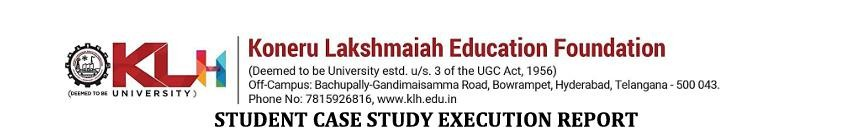 KLH
(DEEMED TO BE UNIVERSITY)
Koneru Lakshmaiah Education Foundation
(Deemed to be University estd. u/s. 3 of the UGC Act, 1956)
Off-Campus: Bachupally-Gandimaisamma Road, Bowrampet, Hyderabad, Telangana - 500 043.
Phone No: 7815926816, www.klh.edu.in
STUDENT CASE STUDY EXECUTION REPORT